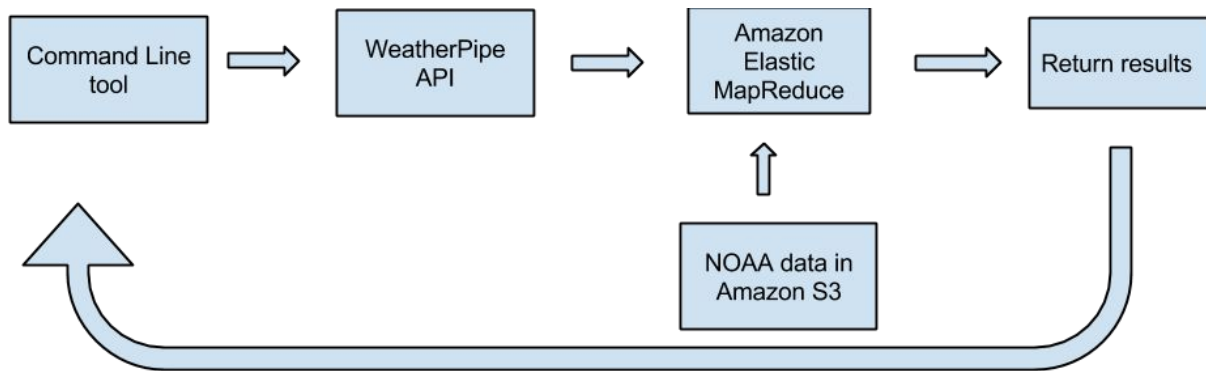 Command Line
tool
WeatherPipe
API
Amazon
Elastic
MapReduce
Return results
NOAA data in
Amazon S3